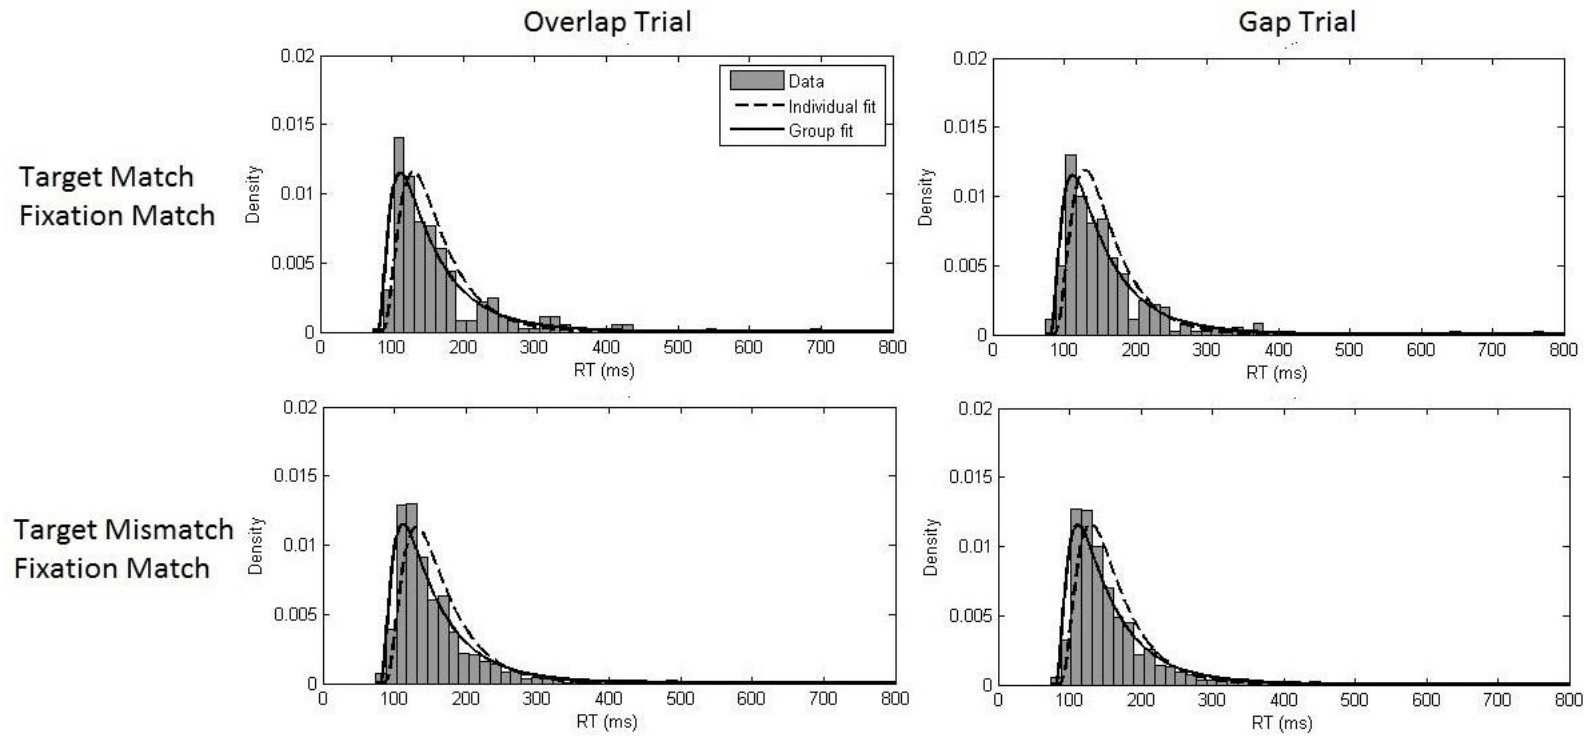 Overlap Trial
Gap Trial
Target Match
Fixation Match
0.02
0.015
0.01
0.005
0
Density
Data
Individual fit
Group fit
0 100 200 300 400 500 600 700 800
RT (ms)
0.02
0.015
0.01
0.005
0
Density
0 100 200 300 400 500 600 700 800
RT (ms)
Target Mismatch
Fixation Match
0.02
0.015
0.01
0.005
0
Density
0 100 200 300 400 500 600 700 800
RT (ms)
0.02
0.015
0.01
0.005
0
Density
0 100 200 300 400 500 600 700 800
RT (ms)